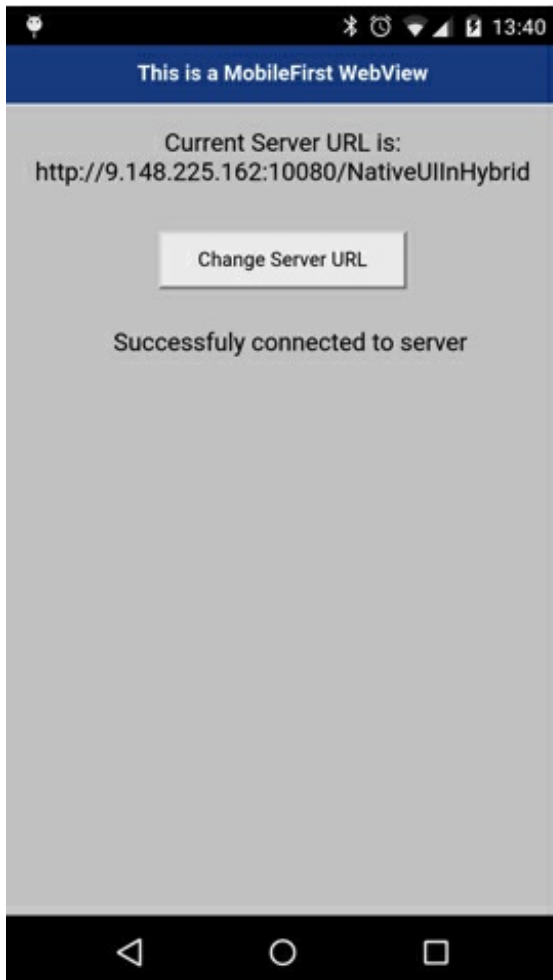 13:40
This is a MobileFirst WebView
Current Server URL is:
http://9.148.225.162:10080/NativeUIInHybrid
Change Server URL
Successfuly connected to server